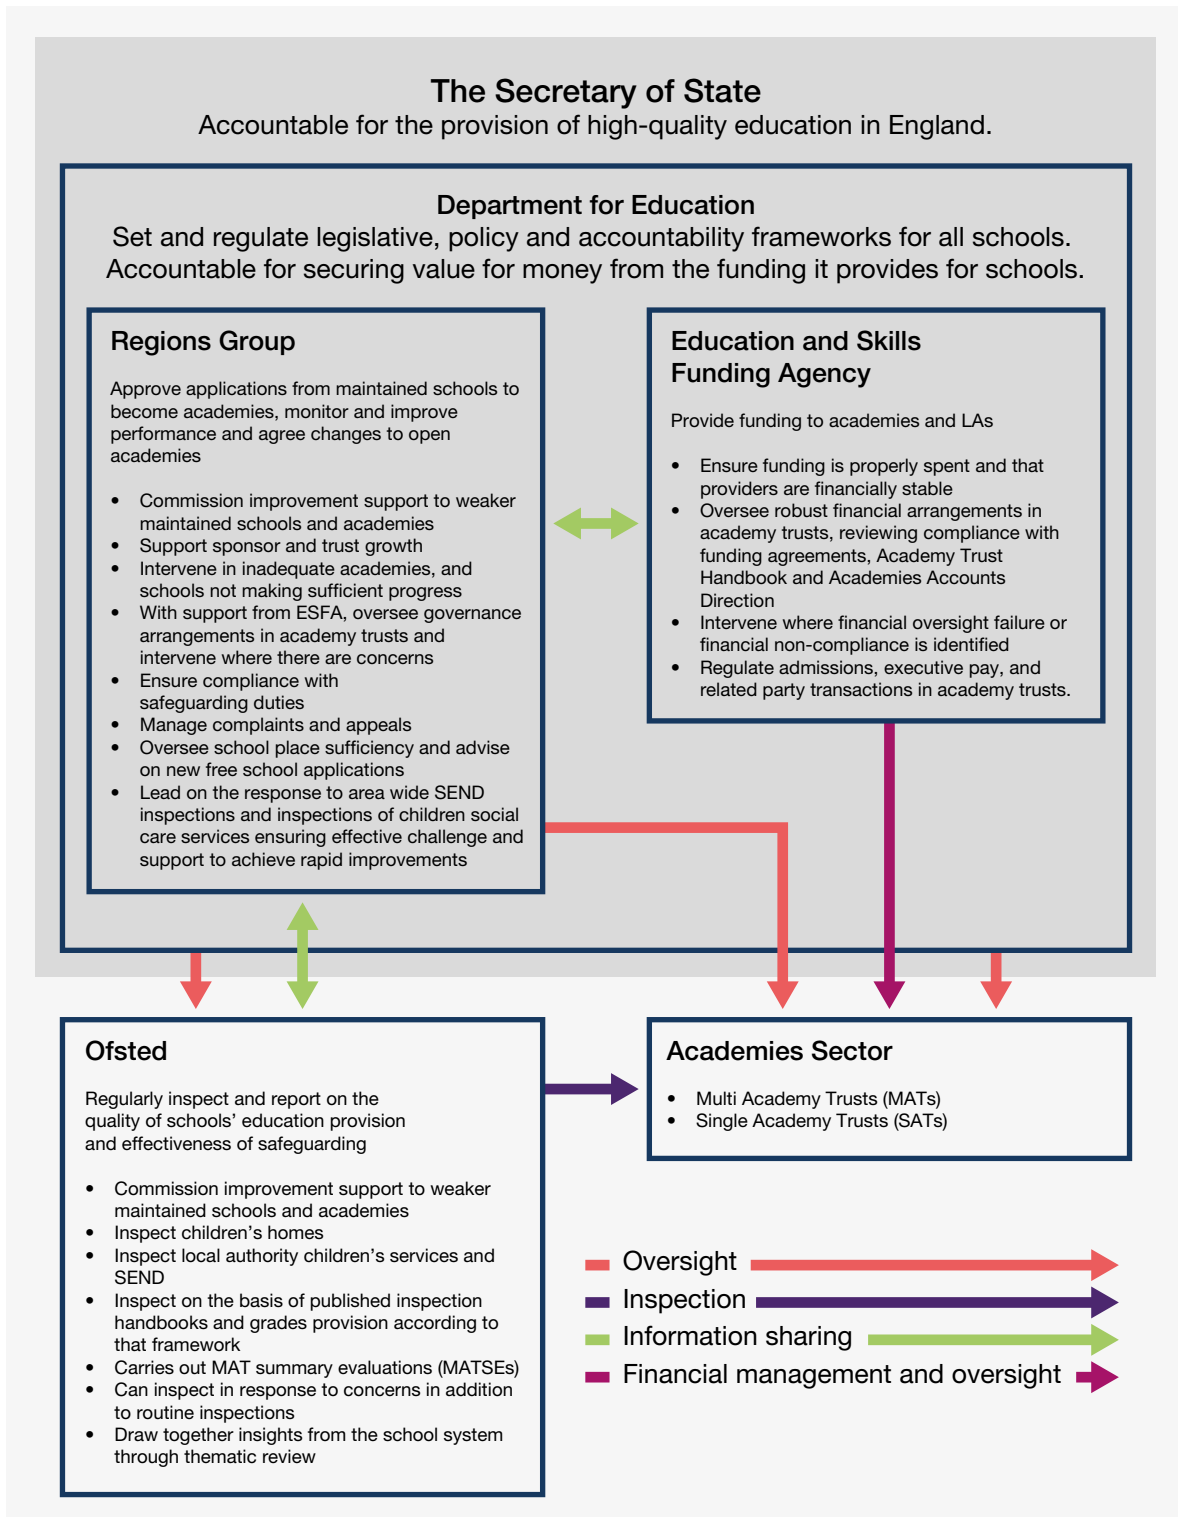 The Secretary of State
Accountable for the provision of high-quality education in England.
Department for Education
Set and regulate legislative, policy and accountability frameworks for all schools.
Accountable for securing value for money from the funding it provides for schools.
Regions Group
Approve applications from maintained schools to
become academies, monitor and improve
performance and agree changes to open
academies
• Commission improvement support to weaker
maintained schools and academies
• Support sponsor and trust growth
• Intervene in inadequate academies, and
schools not making sufficient progress
• With support from ESFA, oversee governance
arrangements in academy trusts and
intervene where there are concerns
• Ensure compliance with
safeguarding duties
• Manage complaints and appeals
• Oversee school place sufficiency and advise
on new free school applications
• Lead on the response to area wide SEND
inspections and inspections of children social
care services ensuring effective challenge and
support to achieve rapid improvements
Education and Skills
Funding Agency
Provide funding to academies and LAs
• Ensure funding is properly spent and that
providers are financially stable
• Oversee robust financial arrangements in
academy trusts, reviewing compliance with
funding agreements, Academy Trust
Handbook and Academies Accounts
Direction
• Intervene where financial oversight failure or
financial non-compliance is identified
• Regulate admissions, executive pay, and
related party transactions in academy trusts.
Ofsted
Regularly inspect and report on the
quality of schools' education provision
and effectiveness of safeguarding
• Commission improvement support to weaker
maintained schools and academies
• Inspect children's homes
• Inspect local authority children's services and
SEND
• Inspect on the basis of published inspection
handbooks and grades provision according to
that framework
• Carries out MAT summary evaluations (MATSEs)
• Can inspect in response to concerns in addition
to routine inspections
• Draw together insights from the school system
through thematic review
Academies Sector
• Multi Academy Trusts (MATs)
• Single Academy Trusts (SATs)
Oversight
Inspection
Information sharing
Financial management and oversight